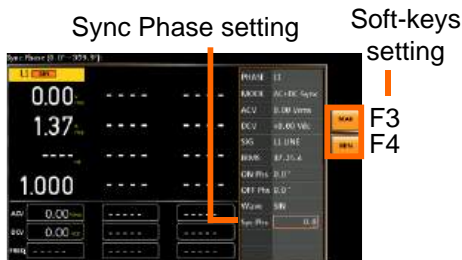 Sync Phase setting
Soft-keys
setting
Sync Phase (0.0°~359.9°)
L1
PHASE L1
0.00
MODE AC+DC Sync
ACV 0.00 Vrms
1.37
DCV +0.00 Vdc
F3
SIG L1 LINE
F4
IRMS
ON Phs 0.0°
1.000
OFF Phs 0.0°
Wave SIN
ACV 0.00
Syc Phs 0.0
DCV 0.00
FREQ